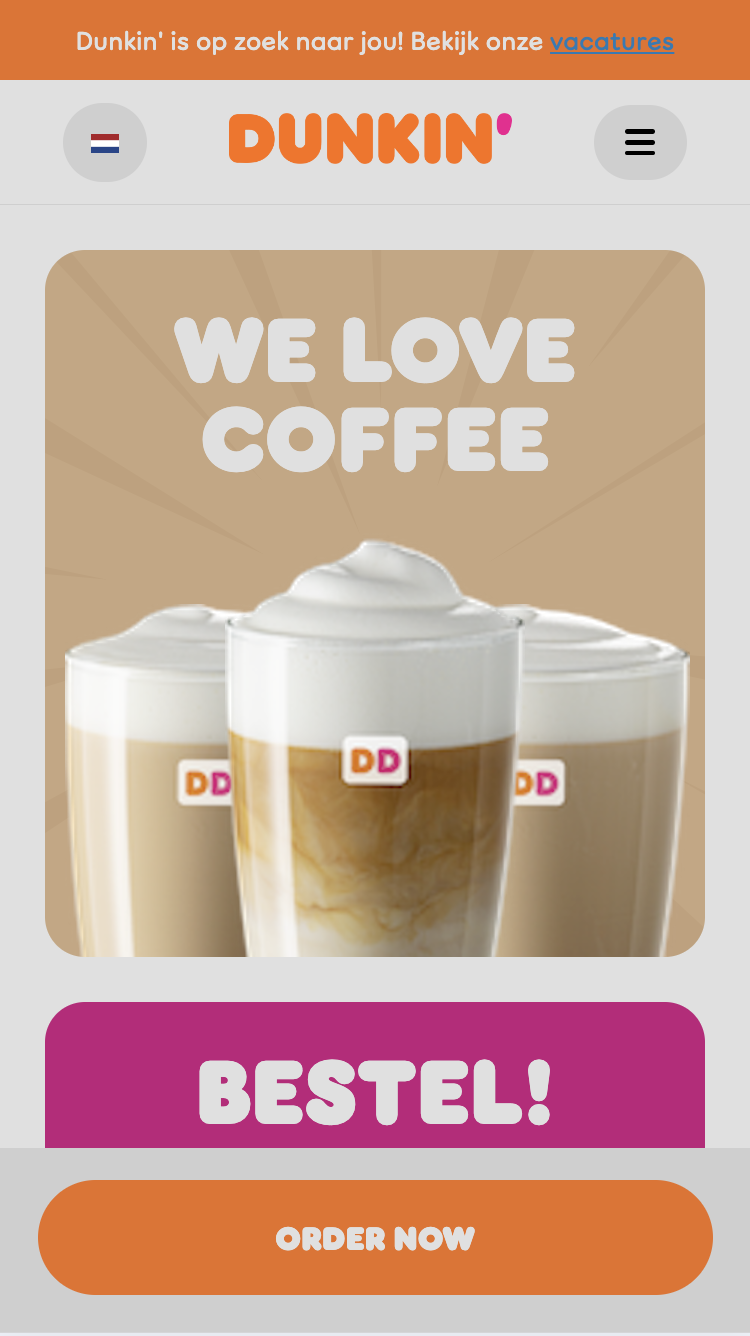 Dunkin' is op zoek naar jou! Bekijk onze vacatures
DUNKIN'
WE LOVE
COFFEE
DD
DD
DD
BESTEL!
ORDER NOW